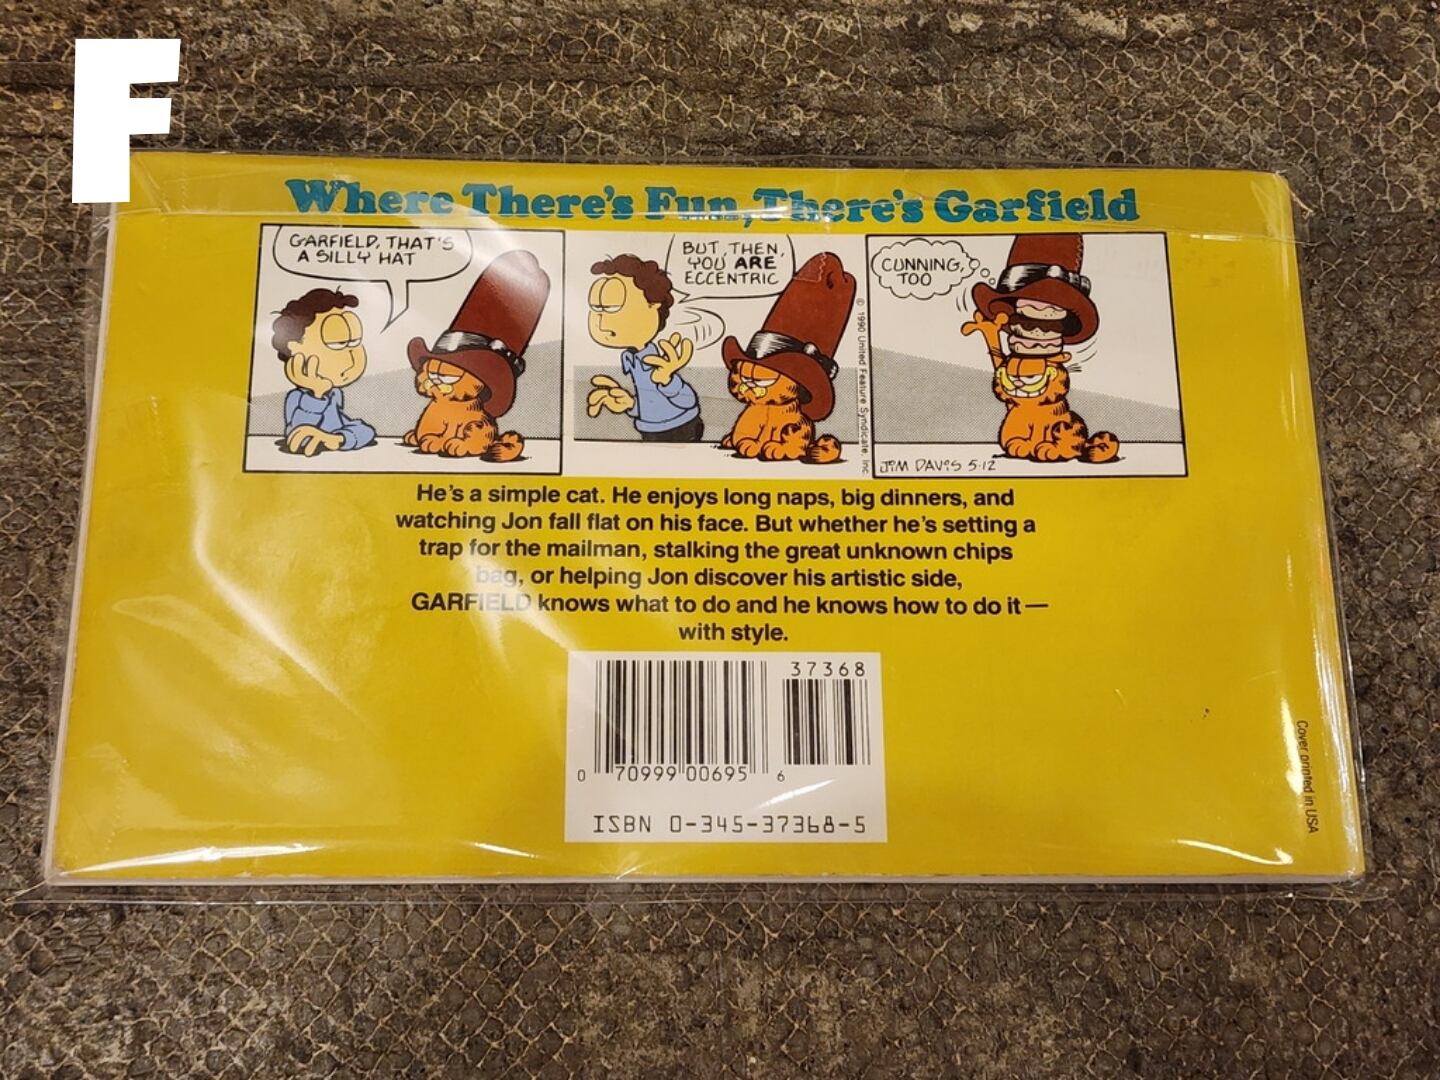 F
Where There's Fun, There's Garfield
GARFIELD, THAT'S
A SILLY HAT
BUT, THEN,
YOU ARE
ECCENTRIC
© 1990 United Feature Syndicate, Inc.
CUNNING,
TOO
JIM DAVIS 5·12
He's a simple cat. He enjoys long naps, big dinners, and
watching Jon fall flat on his face. But whether he's setting a
trap for the mailman, stalking the great unknown chips
bag, or helping Jon discover his artistic side,
GARFIELD knows what to do and he knows how to do it—
with style.
37368
0 70999 00695 6
ISBN 0-345-37368-5
Cover printed in USA